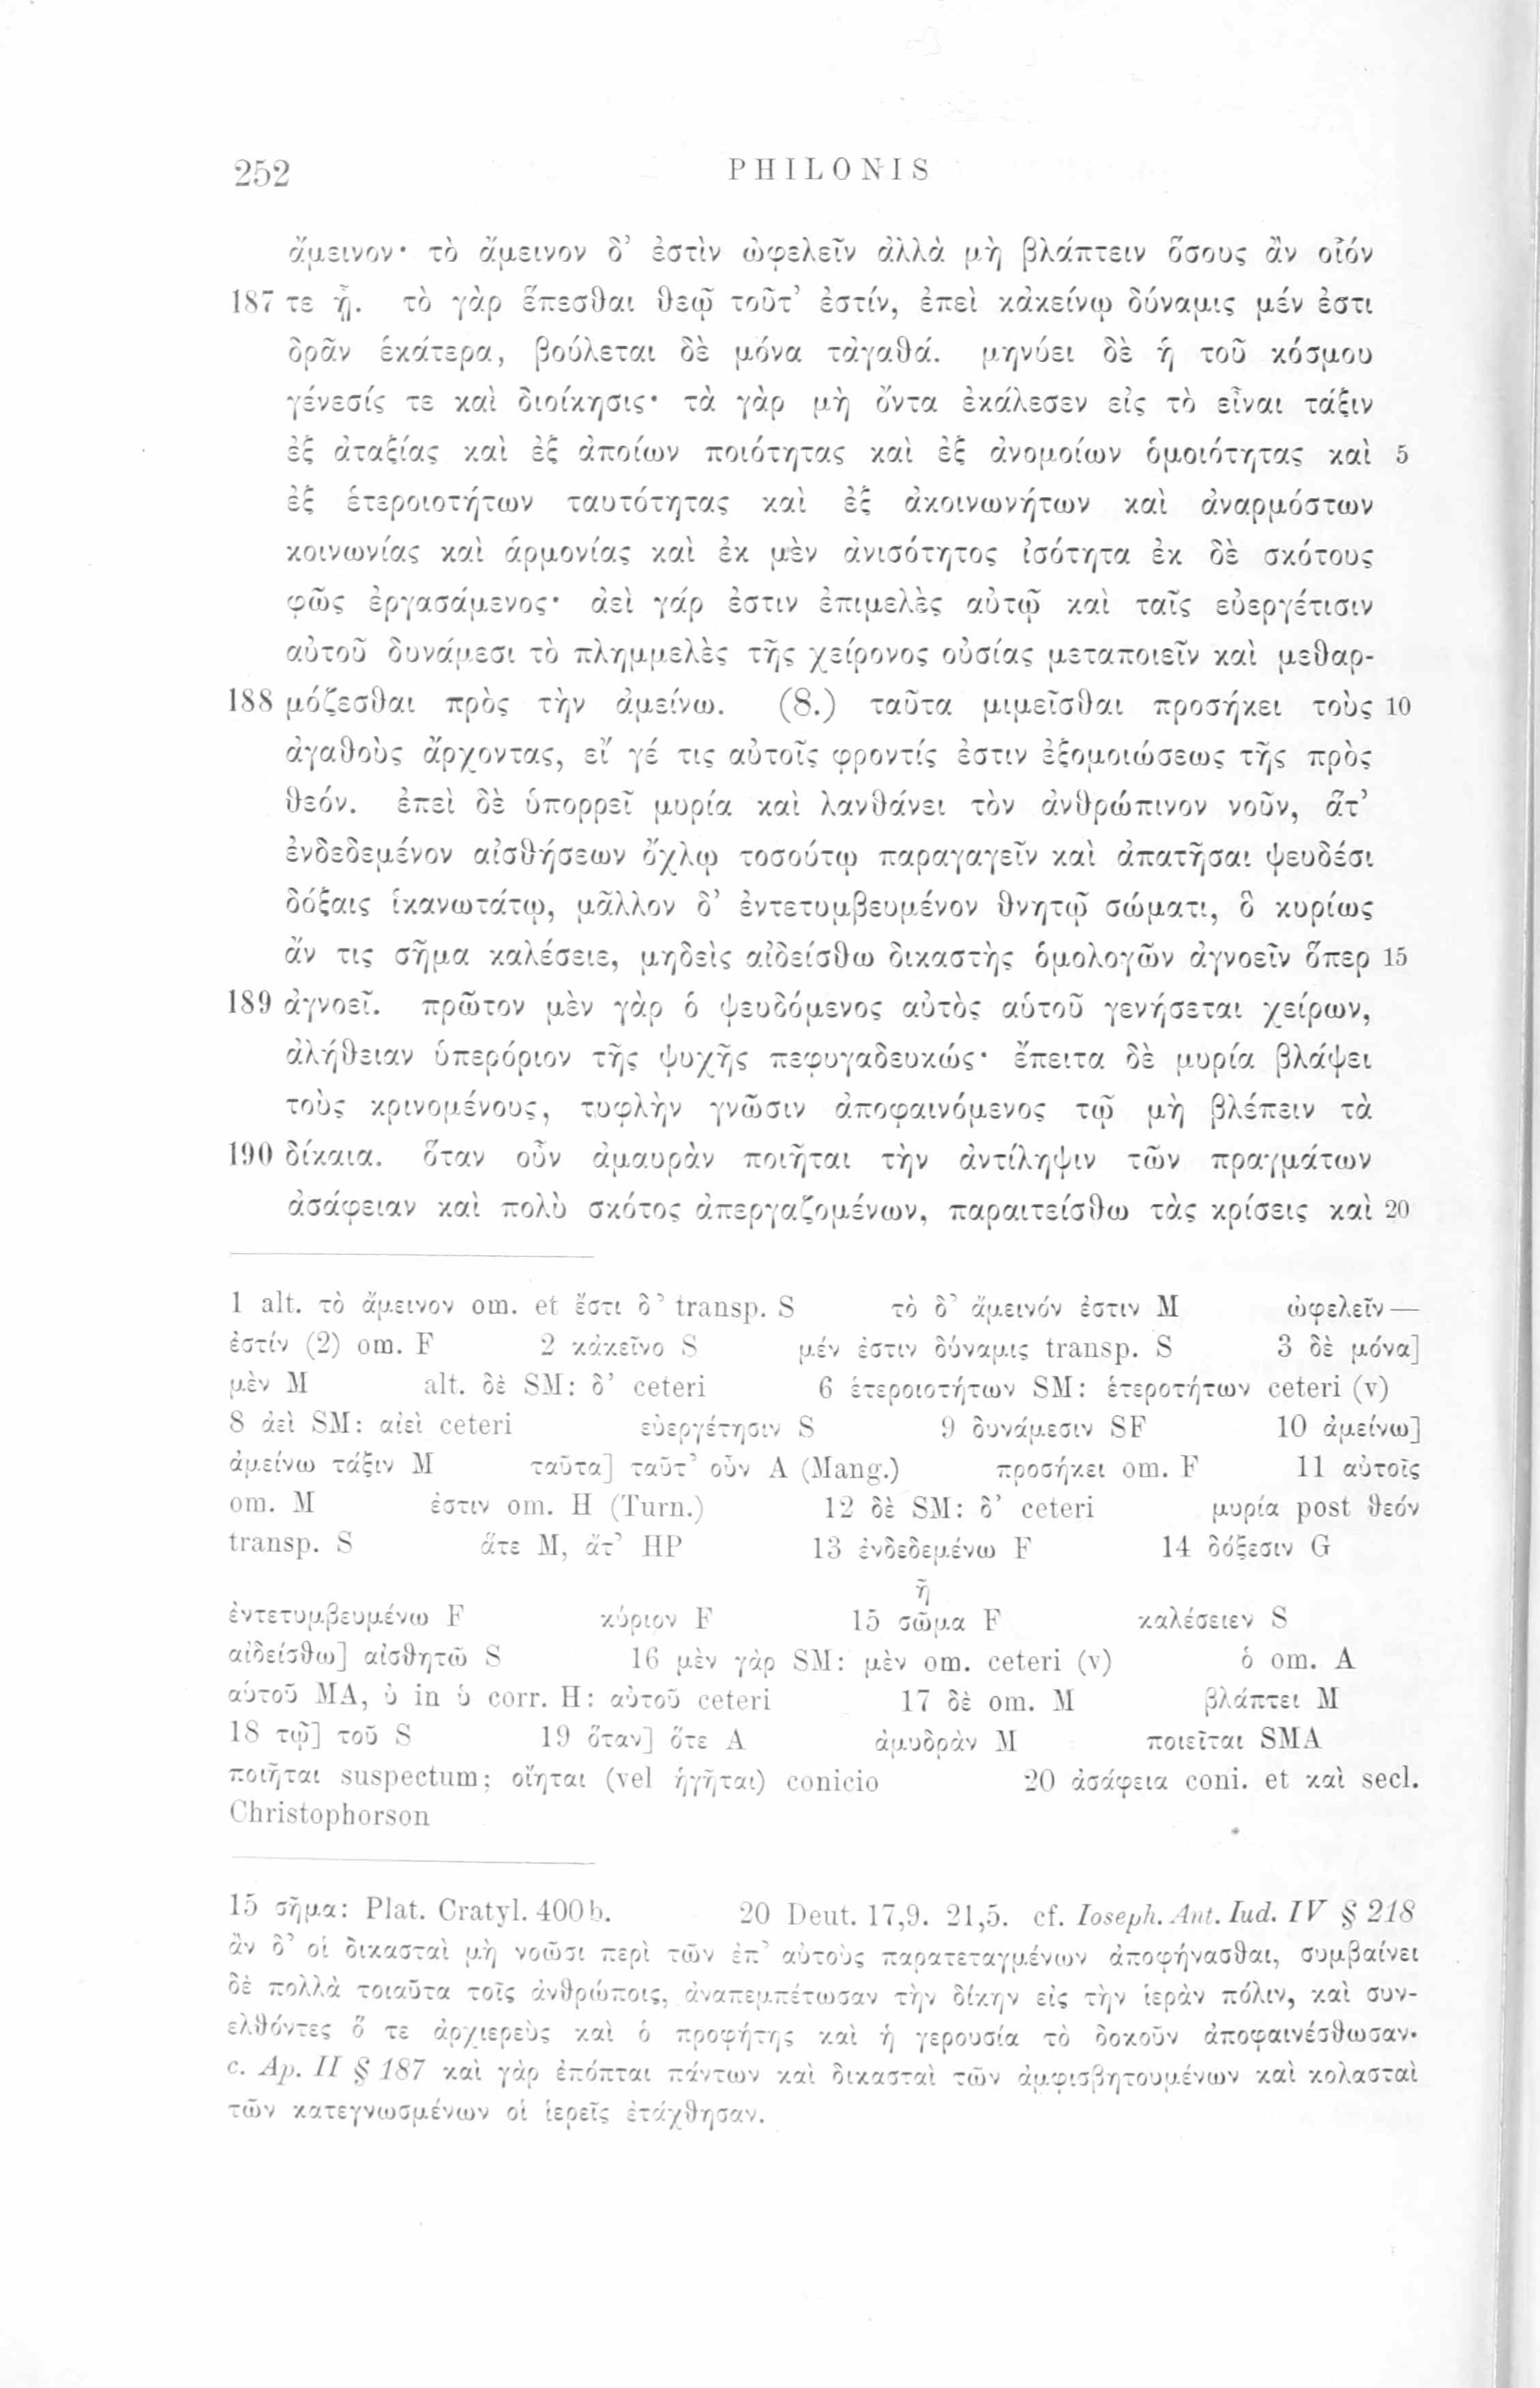 252 PHILONIS
ἄμεινον· τὸ ἄμεινον δ’ ἐστὶν ὠφελεῖν ἀλλὰ μὴ βλάπτειν ὅσους ἂν οἷόν
187 τε ᾖ. τὸ γὰρ ἕπεσθαι θεῷ τοῦτ’ ἐστίν, ἐπεὶ κἀκείνῳ δύναμις μέν ἐστι
δρᾶν ἑκάτερα, βούλεται δὲ μόνα τἀγαθά. μηνύει δὲ ἡ τοῦ κόσμου
γένεσίς τε καὶ διοίκησις· τὰ γὰρ μὴ ὄντα ἐκάλεσεν εἰς τὸ εἶναι τάξιν
ἐξ ἀταξίας καὶ ἐξ ἀποίων ποιότητας καὶ ἐξ ἀνομοίων ὁμοιότητας καὶ 5
ἐξ ἑτεροιοτήτων ταυτότητας καὶ ἐξ ἀκοινωνήτων καὶ ἀναρμόστων
κοινωνίας καὶ ἁρμονίας καὶ ἐκ μὲν ἀνισότητος ἰσότητα ἐκ δὲ σκότους
φῶς ἐργασάμενος· ἀεὶ γάρ ἐστιν ἐπιμελὲς αὐτῷ καὶ ταῖς εὐεργέτισιν
αὐτοῦ δυνάμεσι τὸ πλημμελὲς τῆς χείρονος οὐσίας μεταποιεῖν καὶ μεθαρ-
188 μόζεσθαι πρὸς τὴν ἀμείνω. (8.) ταῦτα μιμεῖσθαι προσήκει τοὺς 10
ἀγαθοὺς ἄρχοντας, εἴ γέ τις αὐτοῖς φροντίς ἐστιν ἐξομοιώσεως τῆς πρὸς
θεόν. ἐπεὶ δὲ ὑπορρεῖ μυρία καὶ λανθάνει τὸν ἀνθρώπινον νοῦν, ἅτ’
ἐνδεδεμένον αἰσθήσεων ὄχλῳ τοσούτῳ παραγαγεῖν καὶ ἀπατῆσαι ψευδέσι
δόξαις ἱκανωτάτῳ, μᾶλλον δ’ ἐντετυμβευμένον θνητῷ σώματι, ὃ κυρίως
ἄν τις σῆμα καλέσειε, μηδεὶς αἰδείσθω δικαστὴς ὁμολογῶν ἀγνοεῖν ὅπερ 15
189 ἀγνοεῖ. πρῶτον μὲν γὰρ ὁ ψευδόμενος αὐτὸς αὑτοῦ γενήσεται χείρων,
ἀλήθειαν ὑπερόριον τῆς ψυχῆς πεφυγαδευκώς· ἔπειτα δὲ μυρία βλάψει
τοὺς κρινομένους, τυφλὴν γνῶσιν ἀποφαινόμενος τῷ μὴ βλέπειν τὰ
190 δίκαια. ὅταν οὖν ἀμαυρὰν ποιῆται τὴν ἀντίληψιν τῶν πραγμάτων
ἀσάφειαν καὶ πολὺ σκότος ἀπεργαζομένων, παραιτείσθω τὰς κρίσεις καὶ 20
1 alt. τὸ ἄμεινον om. et ἔστι δ’ transp. S τὸ δ’ ἄμεινόν ἐστιν M ὠφελεῖν —
ἐστίν (2) om. F 2 κἀκεῖνο S μέν ἐστιν δύναμις transp. S 3 δὲ μόνα]
μὲν M alt. δὲ SM: δ’ ceteri 6 ἑτεροιοτήτων SM: ἑτεροτήτων ceteri (v)
8 ἀεὶ SM: αἰεὶ ceteri εὐεργέτησιν S 9 δυνάμεσιν SF 10 ἀμείνω]
ἀμείνω τάξιν M ταῦτα] ταῦτ’ οὖν A (Mang.) προσήκει om. F 11 αὐτοῖς
om. M ἐστιν om. H (Turn.) 12 δὲ SM: δ’ ceteri μυρία post θεόν
transp. S ἅτε M, ἄτ’ HP 13 ἐνδεδεμένω F 14 δόξεσιν G
ῆ
ἐντετυμβευμένω F κύριον F 15 σῶμα F καλέσειεν S
αἰδείσθω] αἰσθητῶ S 16 μὲν γὰρ SM: μὲν om. ceteri (v) ὁ om. A
αὑτοῦ MA, ὐ in ὑ corr. H: αὐτοῦ ceteri 17 δὲ om. M βλάπτει M
18 τῷ] τοῦ S 19 ὅταν] ὅτε A ἀμυδρὰν M ποιεῖται SMA
ποιῆται suspectum; οἴηται (vel ἡγῆται) conicio 20 ἀσάφεια coni. et καὶ secl.
Christophorson
15 σῆμα: Plat. Cratyl. 400 b. 20 Deut. 17,9. 21,5. cf. Ioseph. Ant. Iud. IV § 218
ἂν δ’ οἱ δικασταὶ μὴ νοῶσι περὶ τῶν ἐπ’ αὐτοὺς παρατεταγμένων ἀποφήνασθαι, συμβαίνει
δὲ πολλὰ τοιαῦτα τοῖς ἀνθρώποις, ἀναπεμπέτωσαν τὴν δίκην εἰς τὴν ἱερὰν πόλιν, καὶ συν-
ελθόντες ὅ τε ἀρχιερεὺς καὶ ὁ προφήτης καὶ ἡ γερουσία τὸ δοκοῦν ἀποφαινέσθωσαν·
c. Ap. II § 187 καὶ γὰρ ἐπόπται πάντων καὶ δικασταὶ τῶν ἀμφισβητουμένων καὶ κολασταὶ
τῶν κατεγνωσμένων οἱ ἱερεῖς ἐτάχθησαν.